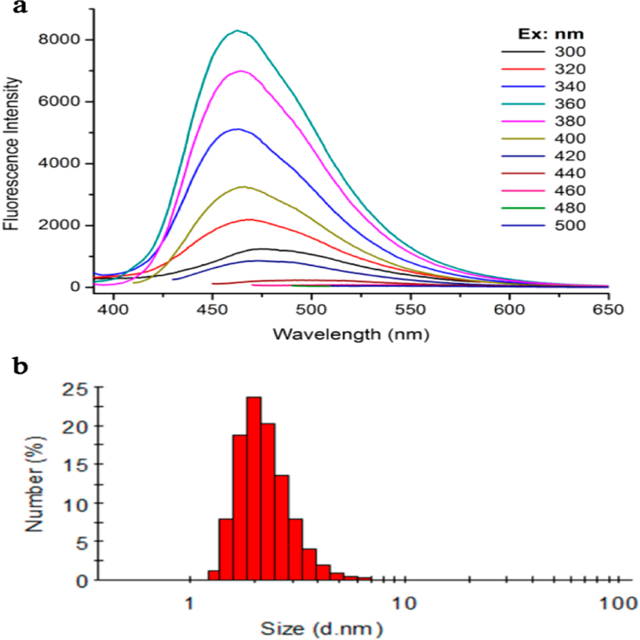 a
Ex: nm
300
320
340
360
380
400
420
440
460
480
500
8000
6000
4000
2000
0
Fluorescence Intensity
400 450 500 550 600 650
Wavelength (nm)
b
25
20
15
10
5
0
Number (%)
1 10 100
Size (d.nm)